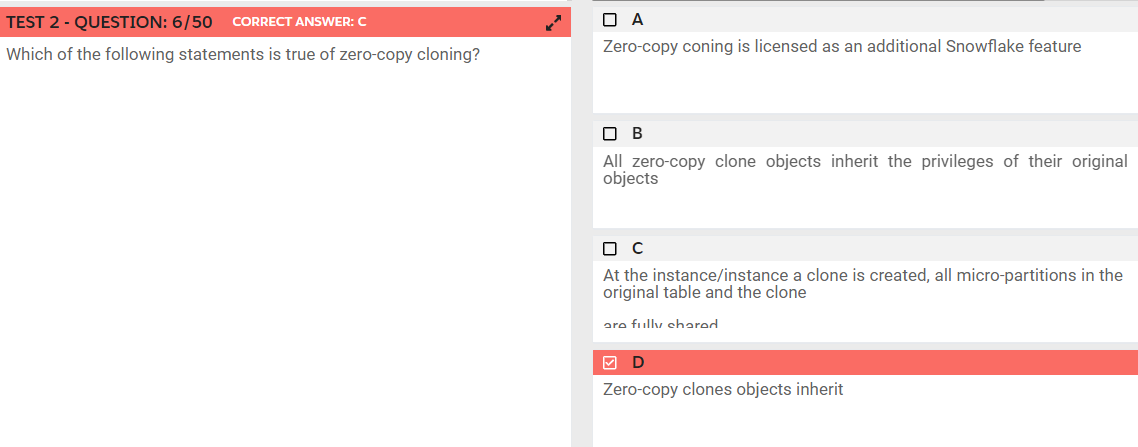 TEST 2 - QUESTION: 6/50 CORRECT ANSWER: C
Which of the following statements is true of zero-copy cloning?
A
Zero-copy coning is licensed as an additional Snowflake feature
B
All zero-copy clone objects inherit the privileges of their original
objects
C
At the instance/instance a clone is created, all micro-partitions in the
original table and the clone
are fully shared
D
Zero-copy clones objects inherit